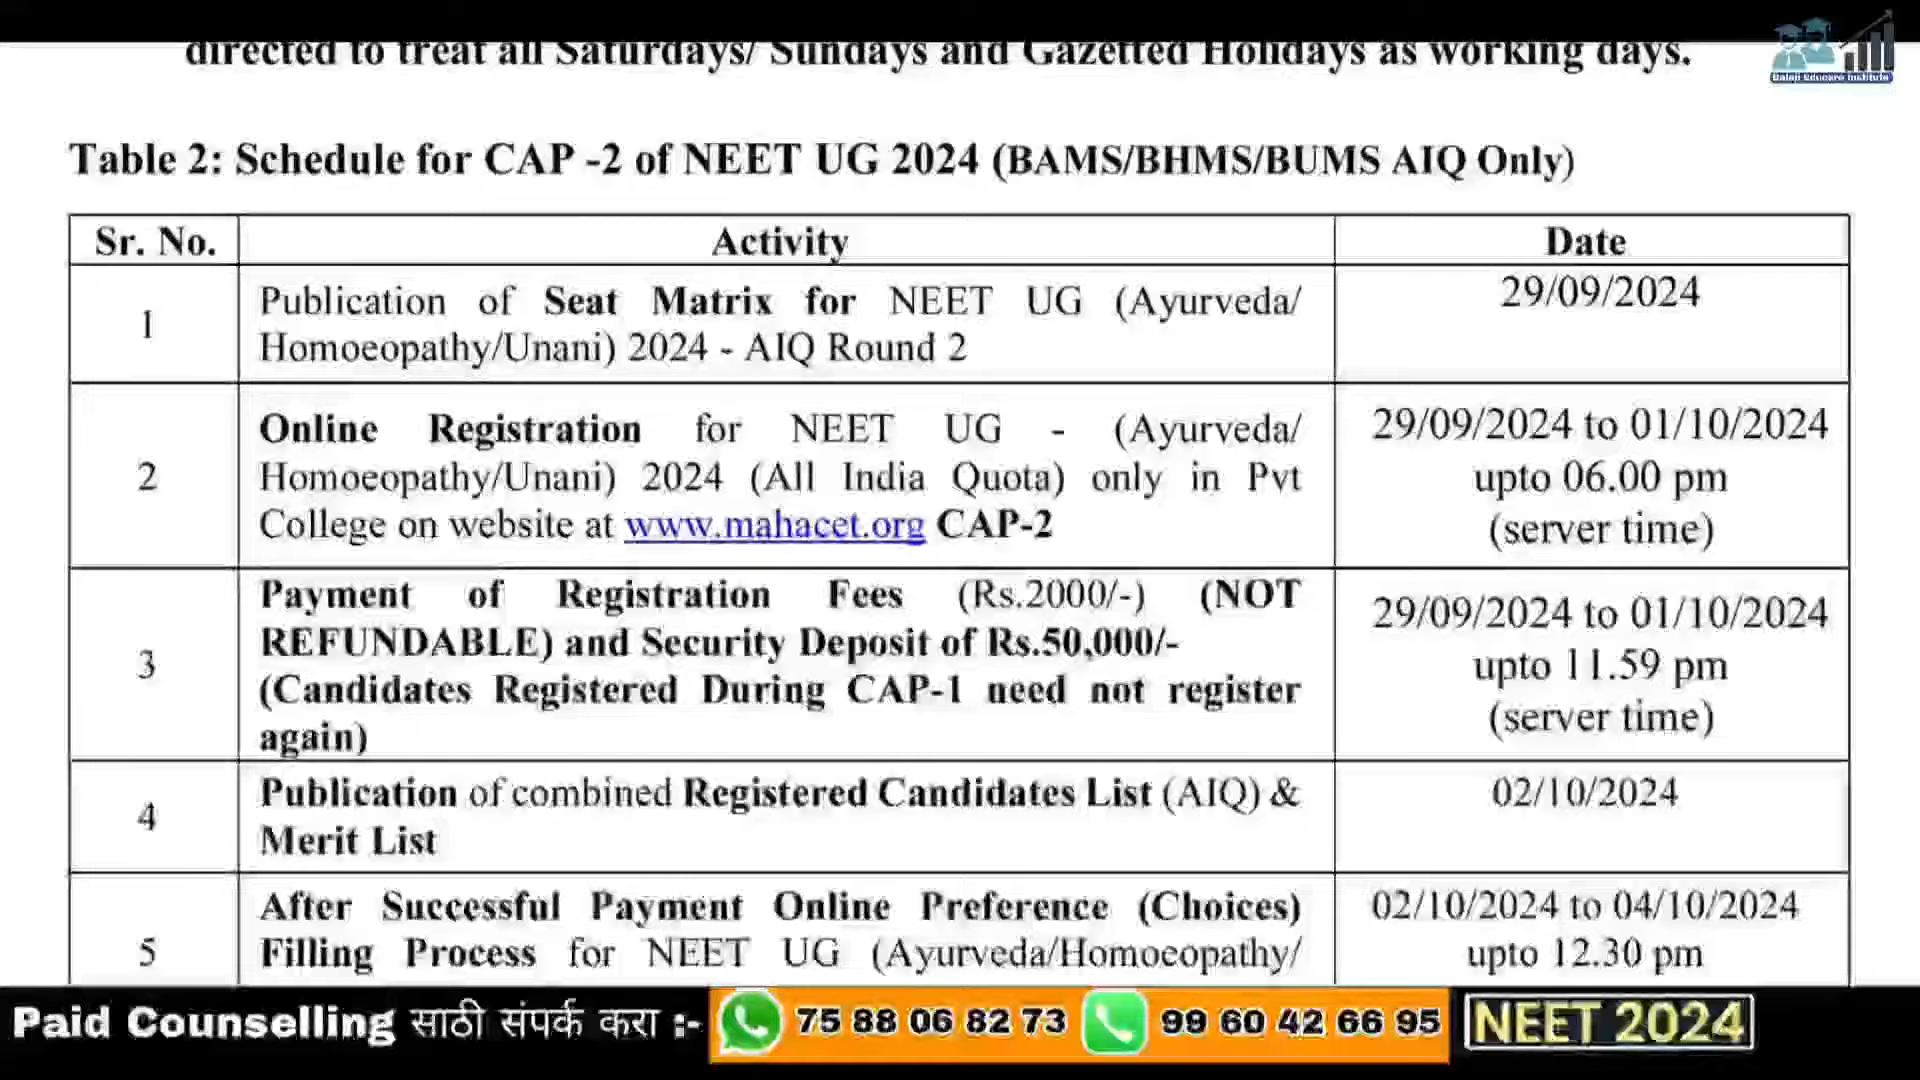 directed to treat all Saturdays/ Sundays and Gazetted Holidays as working days.
Balaji Educare Institute
Table 2: Schedule for CAP -2 of NEET UG 2024 (BAMS/BHMS/BUMS AIQ Only)
Sr. No. Activity Date
1 Publication of Seat Matrix for NEET UG (Ayurveda/ 29/09/2024
Homoeopathy/Unani) 2024 - AIQ Round 2
2 Online Registration for NEET UG - (Ayurveda/ 29/09/2024 to 01/10/2024
Homoeopathy/Unani) 2024 (All India Quota) only in Pvt upto 06.00 pm
College on website at www.mahacet.org CAP-2 (server time)
3 Payment of Registration Fees (Rs.2000/-) (NOT 29/09/2024 to 01/10/2024
REFUNDABLE) and Security Deposit of Rs.50,000/- upto 11.59 pm
(Candidates Registered During CAP-1 need not register (server time)
again)
4 Publication of combined Registered Candidates List (AIQ) & 02/10/2024
Merit List
5 After Successful Payment Online Preference (Choices) 02/10/2024 to 04/10/2024
Filling Process for NEET UG (Ayurveda/Homoeopathy/ upto 12.30 pm
Paid Counselling साठी संपर्क करा :- 75 88 06 82 73 99 60 42 66 95 NEET 2024